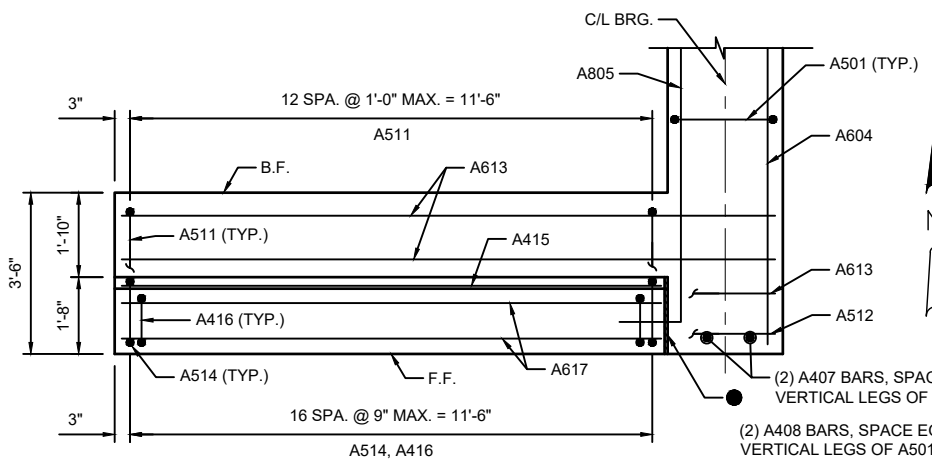 C/L BRG.
A805
A501 (TYP.)
3"
12 SPA. @ 1'-0" MAX. = 11'-6"
A511
A604
B.F.
A613
1'-10"
3'-6"
A511 (TYP.)
A415
A613
1'-8"
A416 (TYP.)
A512
A514 (TYP.)
F.F.
A617
(2) A407 BARS,
VERTICAL LEGS OF
3"
16 SPA. @ 9" MAX. = 11'-6"
A514, A416
(2) A408 BARS, SPACE
VERTICAL LEGS OF A501